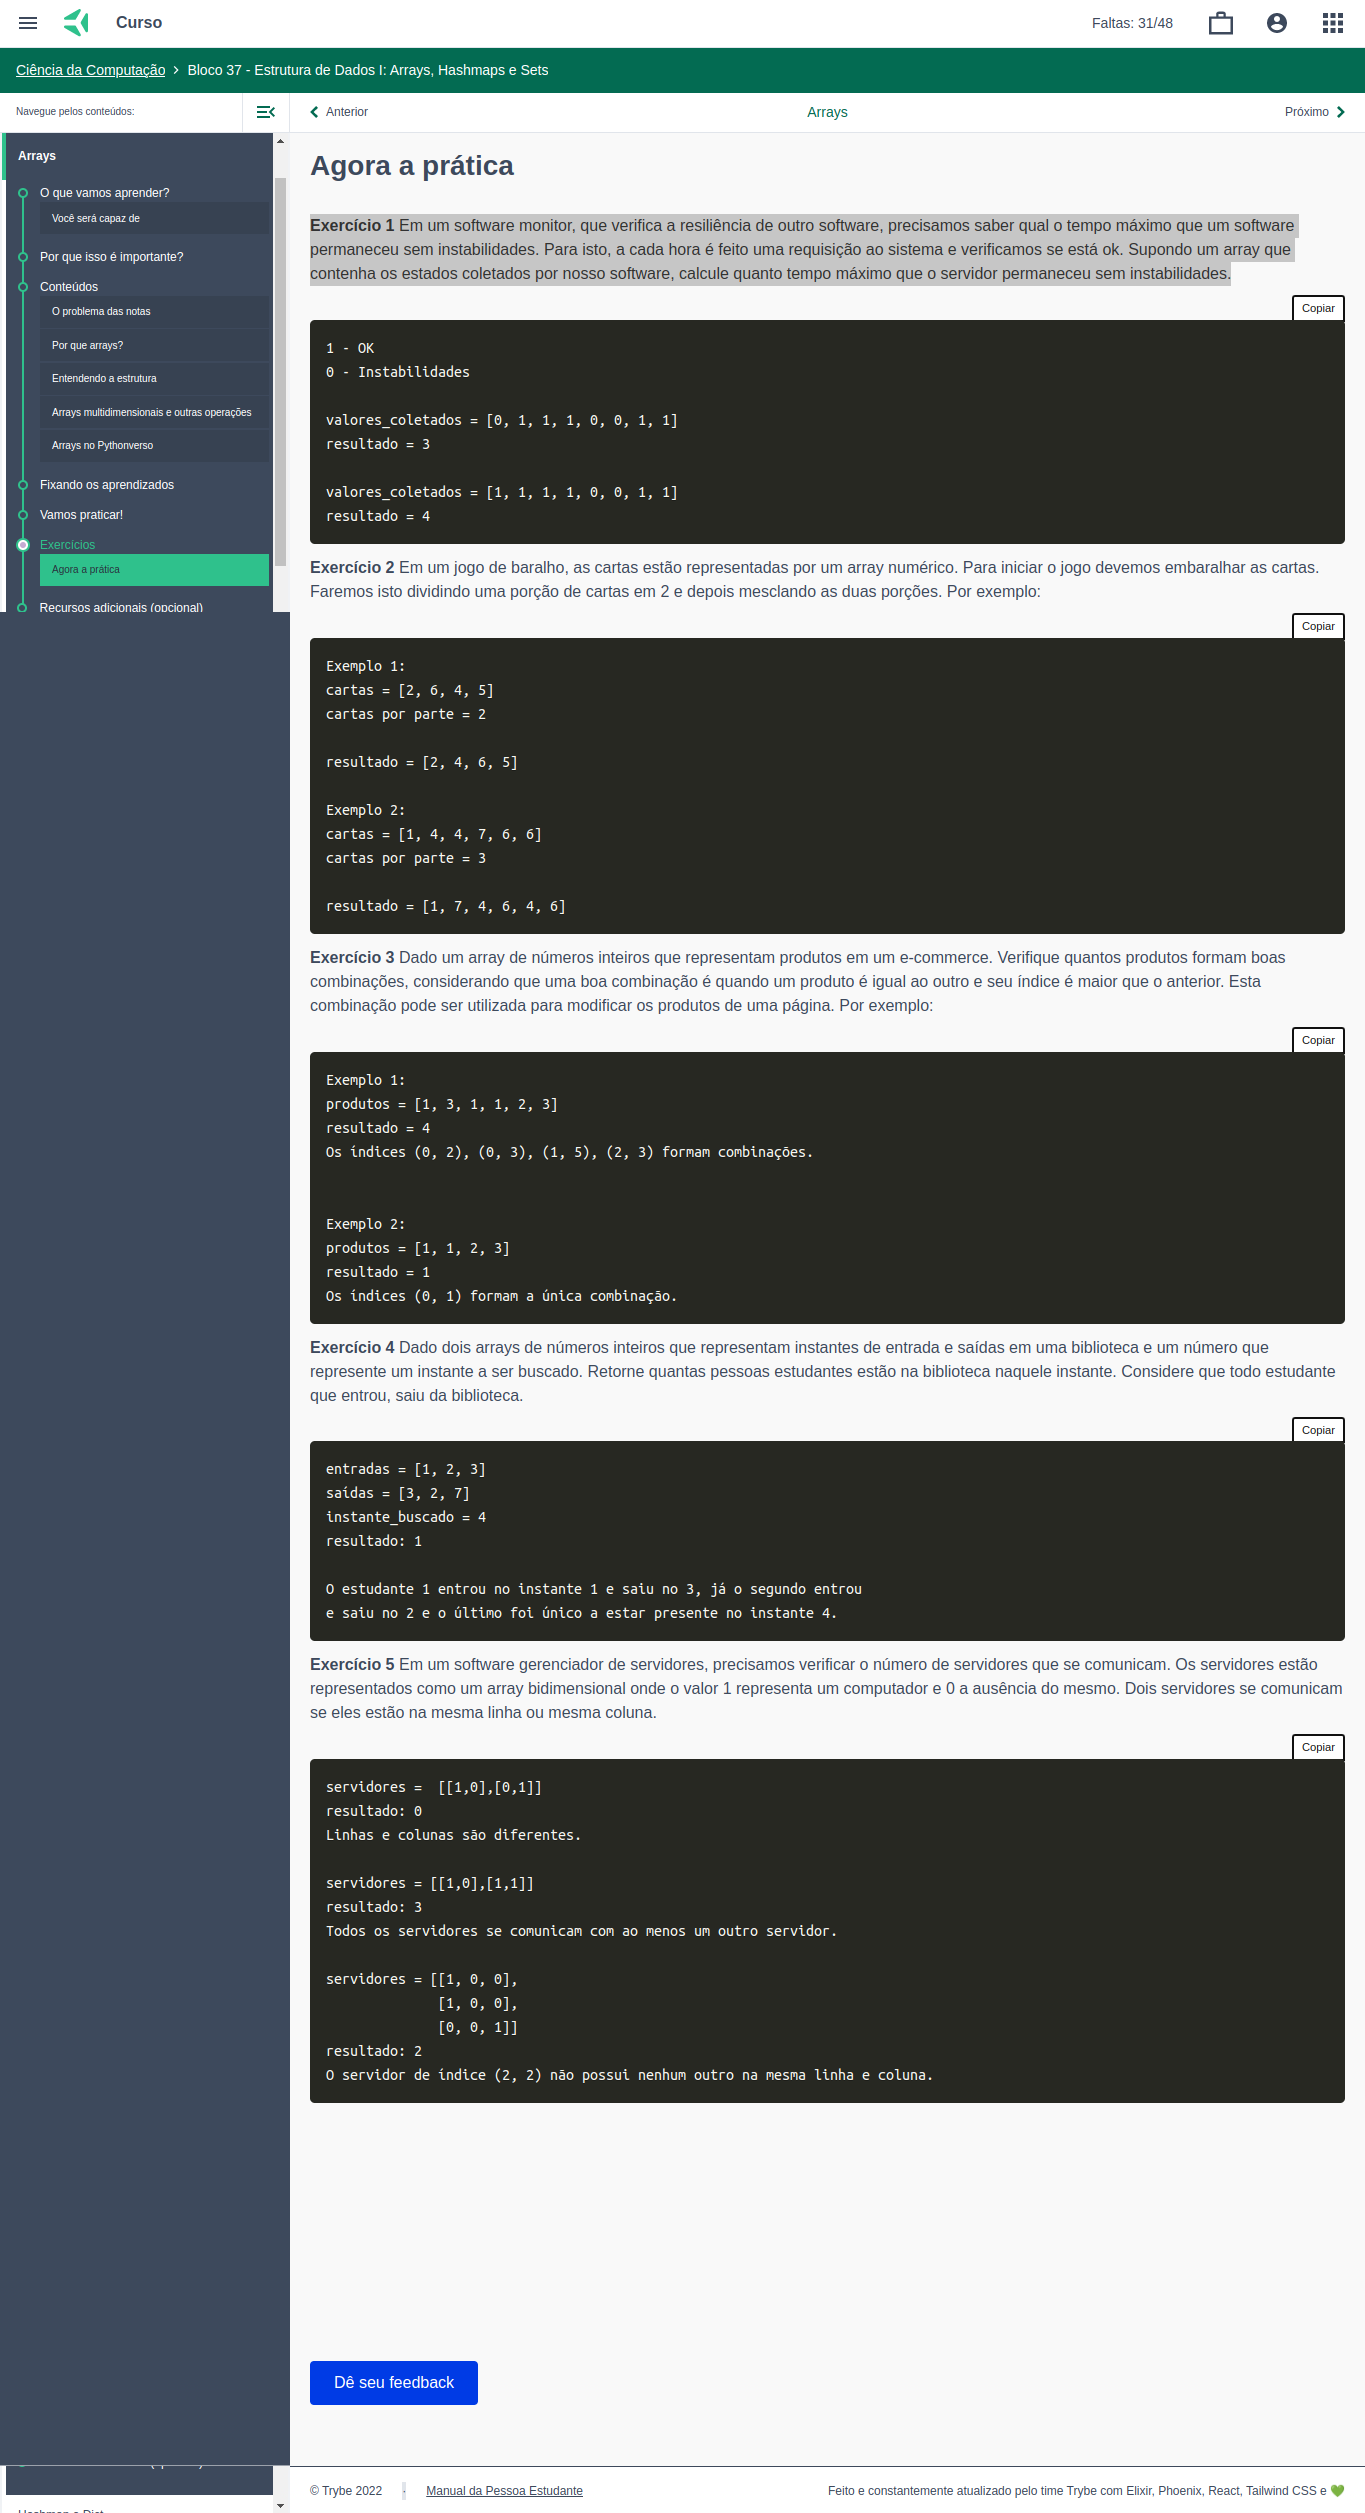 Curso
Faltas: 31/48
Ciência da Computação > Bloco 37 - Estrutura de Dados I: Arrays, Hashmaps e Sets
Navegue pelos conteúdos:
Anterior
Arrays
Próximo
Arrays
O que vamos aprender?
Você será capaz de
Por que isso é importante?
Conteúdos
O problema das notas
Por que arrays?
Entendendo a estrutura
Arrays multidimensionais e outras operações
Arrays no Pythonverso
Fixando os aprendizados
Vamos praticar!
Exercícios
Agora a prática
Recursos adicionais (opcional)
Agora a prática
Exercício 1 Em um software monitor, que verifica a resiliência de outro software, precisamos saber qual o tempo máximo que um software
permaneceu sem instabilidades. Para isto, a cada hora é feito uma requisição ao sistema e verificamos se está ok. Supondo um array que
contenha os estados coletados por nosso software, calcule quanto tempo máximo que o servidor permaneceu sem instabilidades.
Copiar
1 - OK
0 - Instabilidades
valores_coletados = [0, 1, 1, 1, 0, 0, 1, 1]
resultado = 3
valores_coletados = [1, 1, 1, 1, 0, 0, 1, 1]
resultado = 4
Exercício 2 Em um jogo de baralho, as cartas estão representadas por um array numérico. Para iniciar o jogo devemos embaralhar as cartas.
Faremos isto dividindo uma porção de cartas em 2 e depois mesclando as duas porções. Por exemplo:
Copiar
Exemplo 1:
cartas = [2, 6, 4, 5]
cartas por parte = 2
resultado = [2, 4, 6, 5]
Exemplo 2:
cartas = [1, 4, 4, 7, 6, 6]
cartas por parte = 3
resultado = [1, 7, 4, 6, 4, 6]
Exercício 3 Dado um array de números inteiros que representam produtos em um e-commerce. Verifique quantos produtos formam boas
combinações, considerando que uma boa combinação é quando um produto é igual ao outro e seu índice é maior que o anterior. Esta
combinação pode ser utilizada para modificar os produtos de uma página. Por exemplo:
Copiar
Exemplo 1:
produtos = [1, 3, 1, 1, 2, 3]
resultado = 4
Os índices (0, 2), (0, 3), (1, 5), (2, 3) formam combinações.
Exemplo 2:
produtos = [1, 1, 2, 3]
resultado = 1
Os índices (0, 1) formam a única combinação.
Exercício 4 Dado dois arrays de números inteiros que representam instantes de entrada e saídas em uma biblioteca e um número que
represente um instante a ser buscado. Retorne quantas pessoas estudantes estão na biblioteca naquele instante. Considere que todo estudante
que entrou, saiu da biblioteca.
Copiar
entradas = [1, 2, 3]
saídas = [3, 2, 7]
instante_buscado = 4
resultado: 1
O estudante 1 entrou no instante 1 e saiu no 3, já o segundo entrou
e saiu no 2 e o último foi único a estar presente no instante 4.
Exercício 5 Em um software gerenciador de servidores, precisamos verificar o número de servidores que se comunicam. Os servidores estão
representados como um array bidimensional onde o valor 1 representa um computador e 0 a ausência do mesmo. Dois servidores se comunicam
se eles estão na mesma linha ou mesma coluna.
Copiar
servidores =  [[1,0],[0,1]]
resultado: 0
Linhas e colunas são diferentes.
servidores = [[1,0],[1,1]]
resultado: 3
Todos os servidores se comunicam com ao menos um outro servidor.
servidores = [[1, 0, 0],
[1, 0, 0],
[0, 0, 1]]
resultado: 2
O servidor de índice (2, 2) não possui nenhum outro na mesma linha e coluna.
Dê seu feedback
© Trybe 2022 - Manual da Pessoa Estudante
Feito e constantemente atualizado pelo time Trybe com Elixir, Phoenix, React, Tailwind CSS e 💚